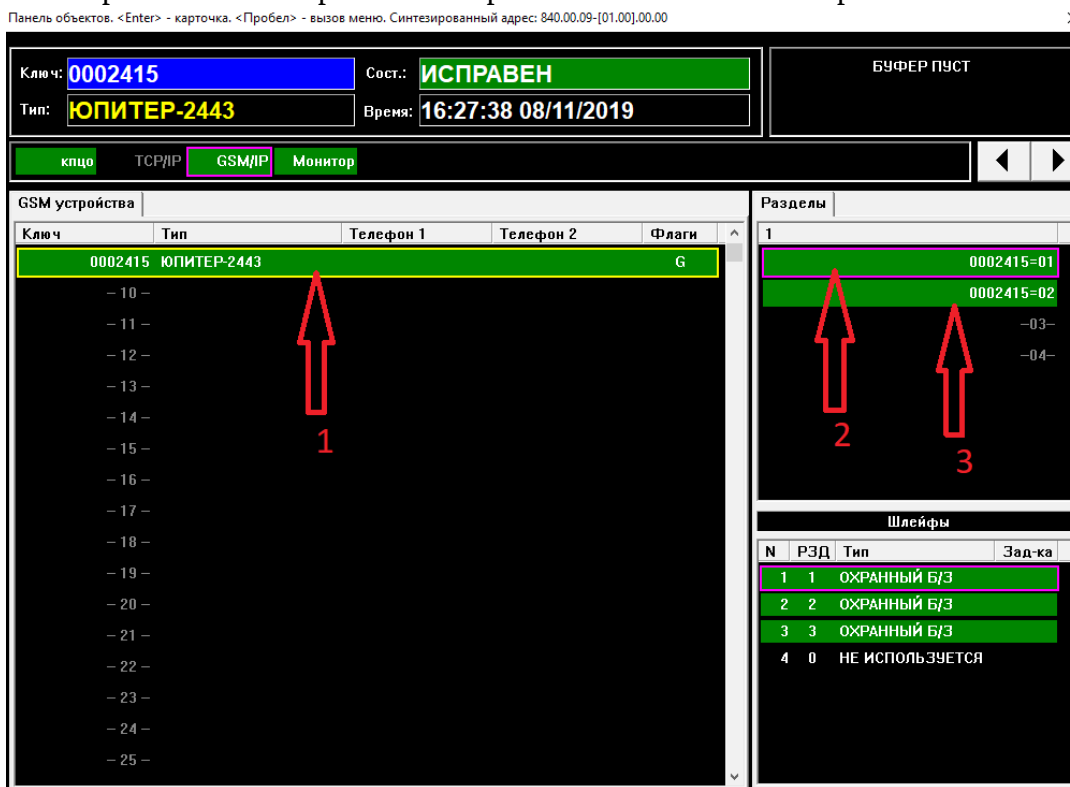 Панель объектов. <Enter> - карточка. <Пробел> - вызов меню. Синтезированный адрес: 840.00.09-[01.00].00.00
Ключ: 0002415 Сост.: ИСПРАВЕН
Тип: ЮПИТЕР-2443 Время: 16:27:38 08/11/2019
БУФЕР ПУСТ
кпцо TCP/IP GSM/IP Монитор
GSM устройства
Ключ Тип Телефон 1 Телефон 2 Флаги
0002415 ЮПИТЕР-2443 G
– 10 –
– 11 –
– 12 –
– 13 –
– 14 –
– 15 –
– 16 –
– 17 –
– 18 –
– 19 –
– 20 –
– 21 –
– 22 –
– 23 –
– 24 –
– 25 –
1
Разделы
1
0002415=01
0002415=02
–03–
–04–
2
3
Шлейфы
N РЗД Тип Зад-ка
1 1 ОХРАННЫЙ Б/З
2 2 ОХРАННЫЙ Б/З
3 3 ОХРАННЫЙ Б/З
4 0 НЕ ИСПОЛЬЗУЕТСЯ